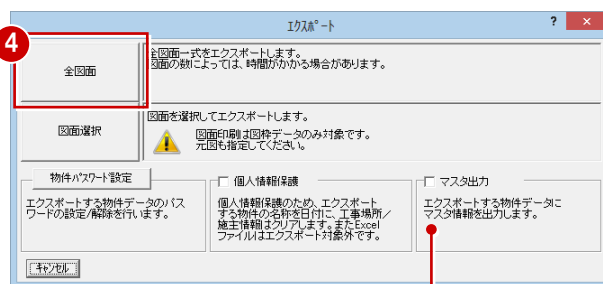 エクスポート
?
×
4
全図面
全図面一式をエクスポートします。
図面の数によっては、時間がかかる場合があります。
図面選択
図面を選択してエクスポートします。
図面印刷は図枠データのみ対象です。
元図も指定してください。
物件パスワード設定
エクスポートする物件データのパス
ワードの設定/解除を行います。
個人情報保護
個人情報保護のため、エクスポート
する物件の名称を日付に、工事場所/
施主情報はクリアします。またExcel
ファイルはエクスポート対象外です。
マスタ出力
エクスポートする物件データに
マスタ情報を出力します。
キャンセル